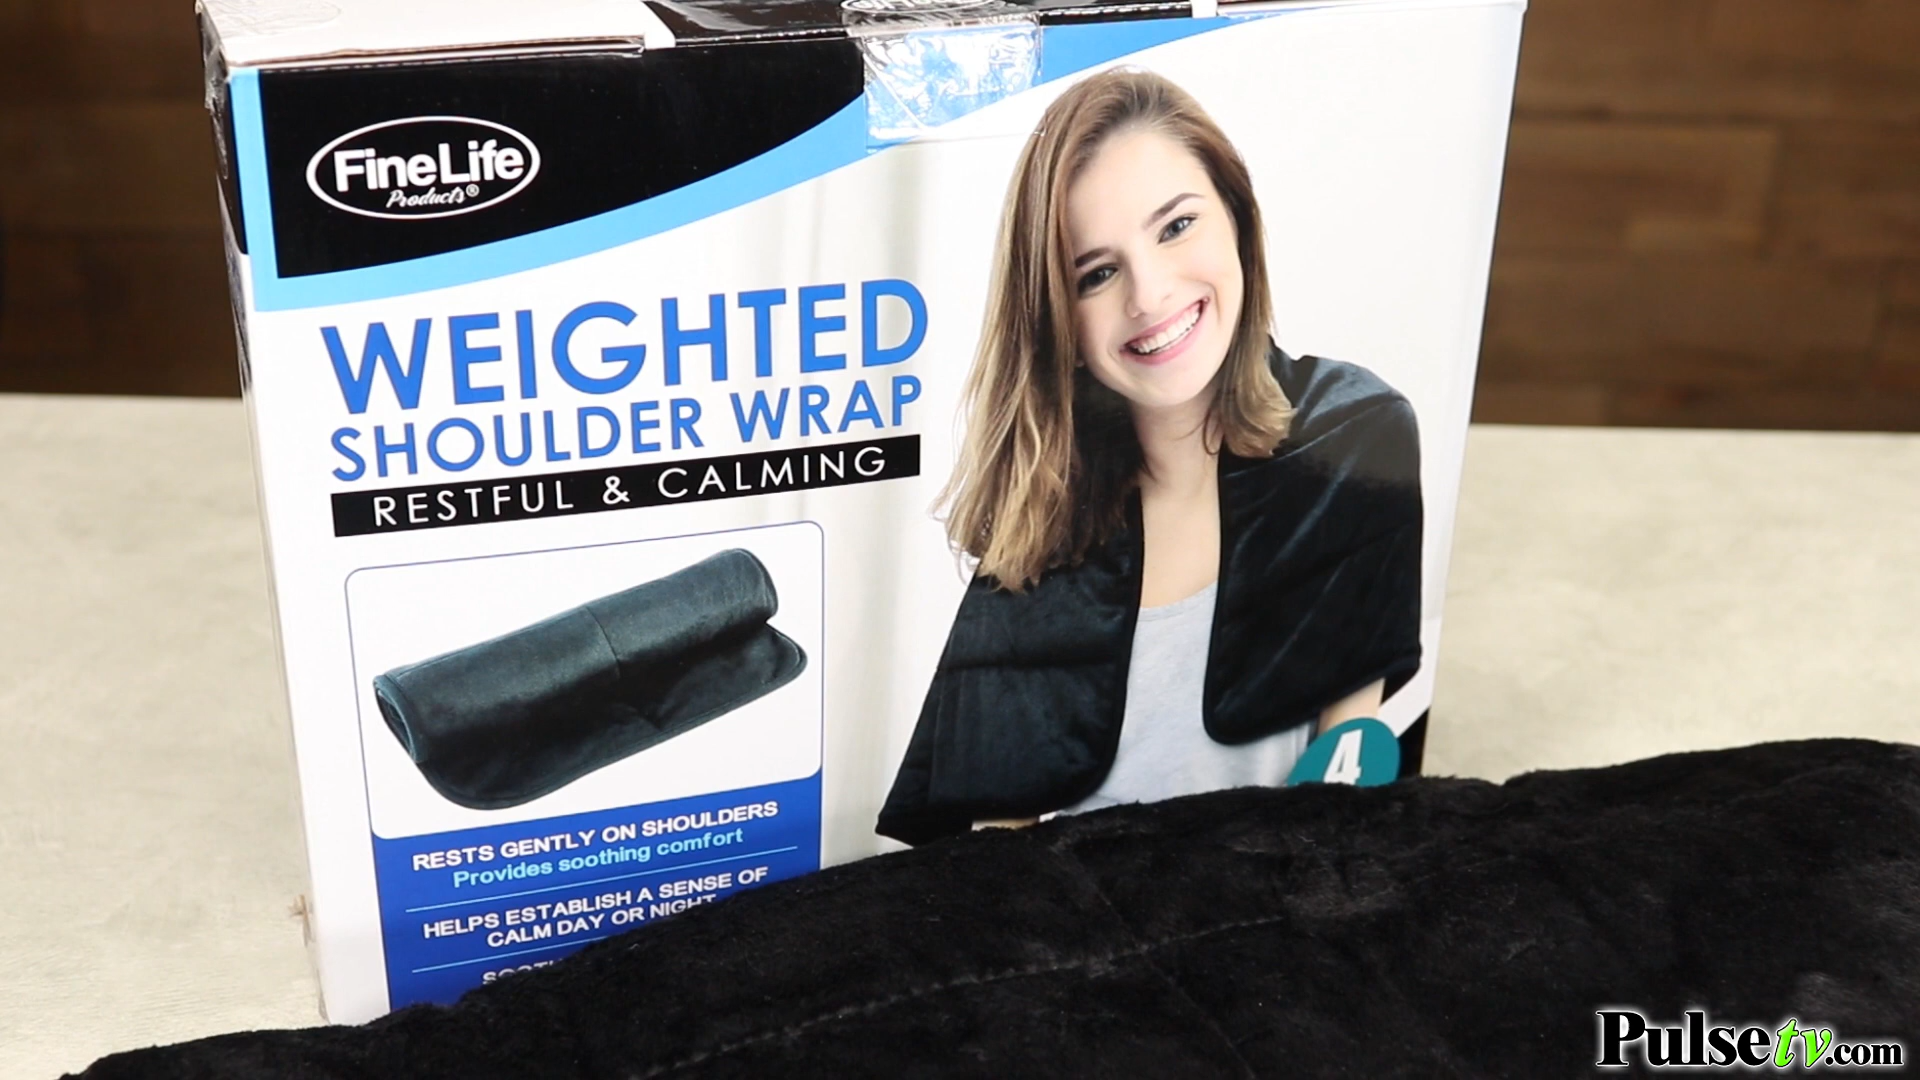 FineLife
Products®
WEIGHTED
SHOULDER WRAP
RESTFUL & CALMING
RESTS GENTLY ON SHOULDERS
Provides soothing comfort
HELPS ESTABLISH A SENSE OF
CALM DAY OR NIGHT
4
Pulsetv.com